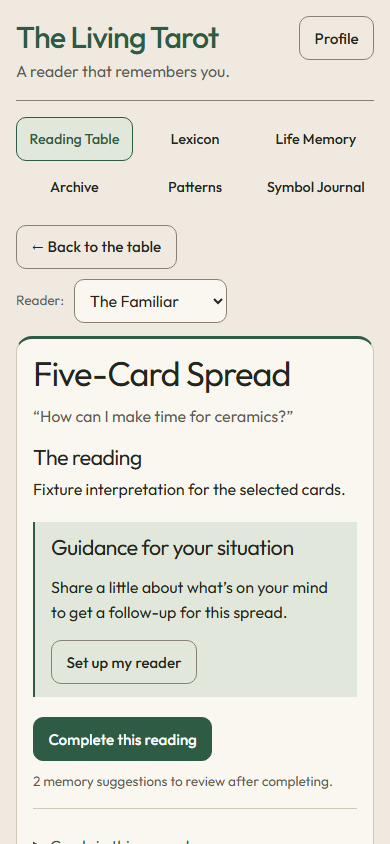 The Living Tarot
Profile
A reader that remembers you.
Reading Table
Lexicon
Life Memory
Archive
Patterns
Symbol Journal
← Back to the table
Reader:
The Familiar
Five-Card Spread
“How can I make time for ceramics?”
The reading
Fixture interpretation for the selected cards.
Guidance for your situation
Share a little about what’s on your mind
to get a follow-up for this spread.
Set up my reader
Complete this reading
2 memory suggestions to review after completing.